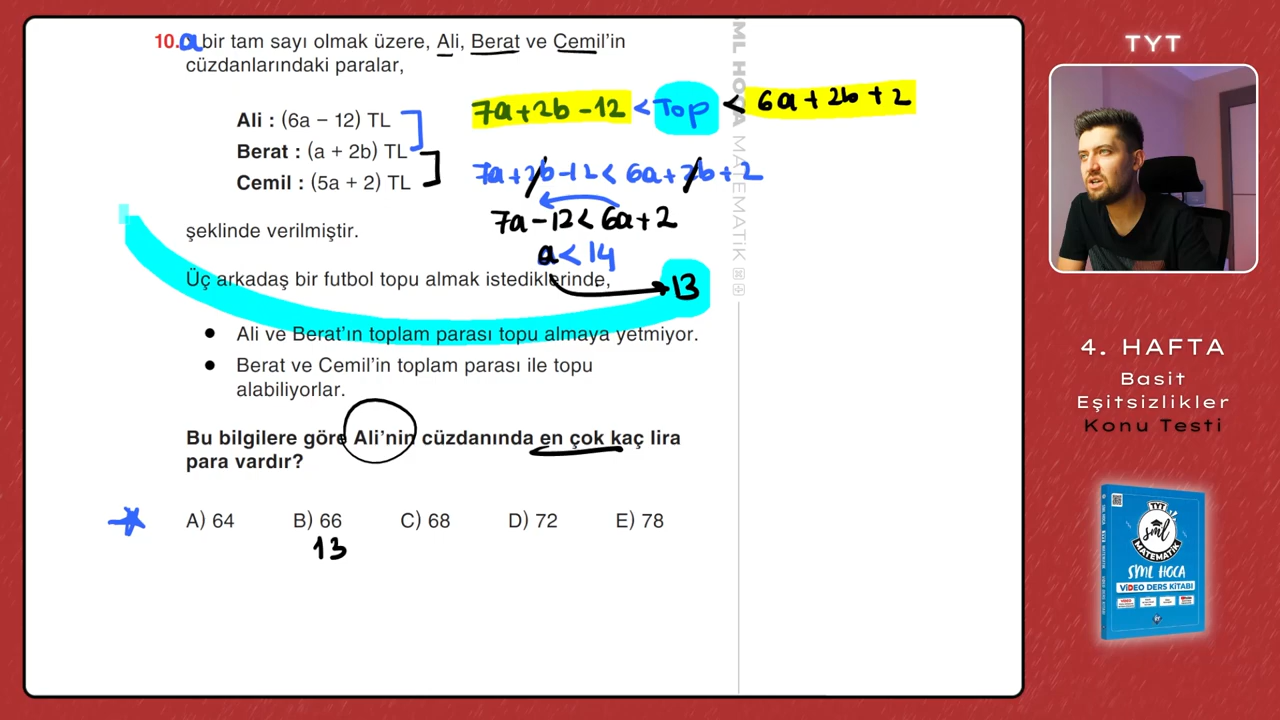 10. a bir tam sayı olmak üzere, Ali, Berat ve Cemil'in
cüzdanlarındaki paralar,
Ali : (6a − 12) TL
Berat : (a + 2b) TL
Cemil : (5a + 2) TL
şeklinde verilmiştir.
Üç arkadaş bir futbol topu almak istediklerinde,
● Ali ve Berat'ın toplam parası topu almaya yetmiyor.
● Berat ve Cemil'in toplam parası ile topu
alabiliyorlar.
Bu bilgilere göre Ali'nin cüzdanında en çok kaç lira
para vardır?
A) 64 B) 66 C) 68 D) 72 E) 78
13
7a+2b-12 < Top < 6a+2b+2
7a+2b-12 < 6a+2b+2
7a-12 < 6a+2
a < 14
13
ML HOCA MATEMATİK
TYT
4. HAFTA
Basit
Eşitsizlikler
Konu Testi
TYT
sml
MATEMATİK
SML HOCA
VİDEO DERS KİTABI